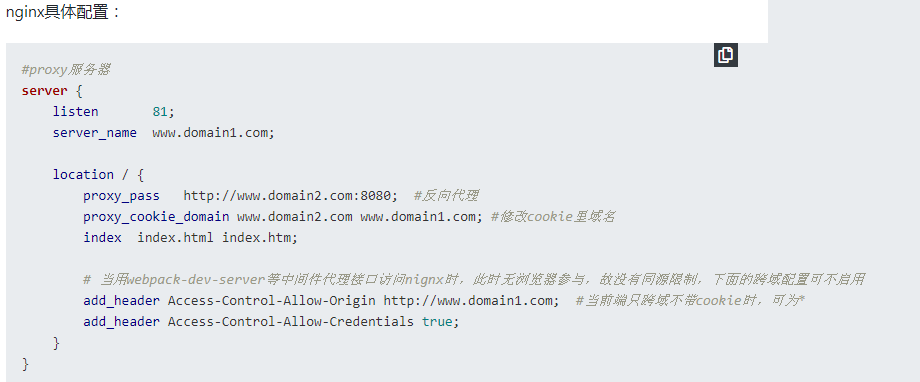 nginx具体配置：
#proxy服务器
server {
    listen       81;
    server_name  www.domain1.com;
    location / {
        proxy_pass   http://www.domain2.com:8080;  #反向代理
        proxy_cookie_domain www.domain2.com www.domain1.com; #修改cookie里域名
        index  index.html index.htm;
        # 当用webpack-dev-server等中间件代理接口访问nignx时，此时无浏览器参与，故没有同源限制，下面的跨域配置可不启用
        add_header Access-Control-Allow-Origin http://www.domain1.com;  #当前端只跨域不带cookie时，可为*
        add_header Access-Control-Allow-Credentials true;
    }
}